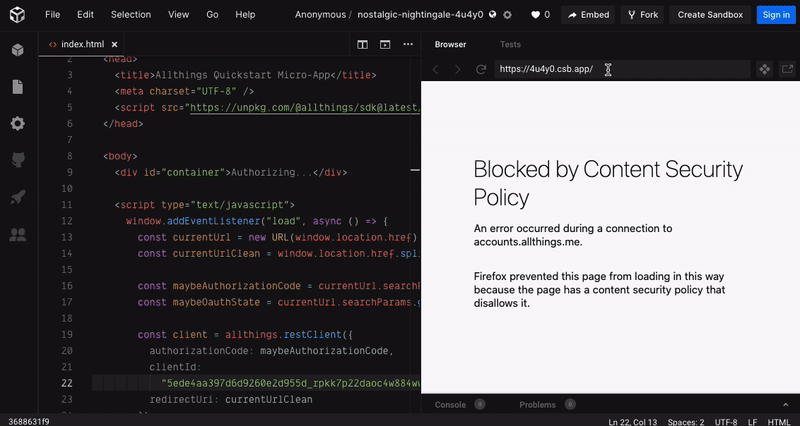 File Edit Selection View Go Help
Anonymous / nostalgic-nightingale-4u4y0
0
Embed
Fork
Create Sandbox
Sign in
<> index.html ×
Browser Tests
https://4u4y0.csb.app/
2 <head>
3 <title>Allthings Quickstart Micro-App</title>
4 <meta charset="UTF-8" />
5 <script src="https://unpkg.com/@allthings/sdk@latest/
6 </head>
7
8 <body>
9 <div id="container">Authorizing...</div>
10
11 <script type="text/javascript">
12 window.addEventListener("load", async () => {
13 const currentUrl = new URL(window.location.href)
14 const currentUrlClean = window.location.href.spl
15
16 const maybeAuthorizationCode = currentUrl.search
17 const maybeOauthState = currentUrl.searchParams.
18
19 const client = allthings.restClient({
20 authorizationCode: maybeAuthorizationCode,
21 clientId:
22 "5ede4aa397d6d9260e2d955d_rpkk7p22daoc4w884w
23 redirectUri: currentUrlClean
Blocked by Content Security
Policy
An error occurred during a connection to
accounts.allthings.me.
Firefox prevented this page from loading in this way
because the page has a content security policy that
disallows it.
Console 0 Problems 0
3688631f9
Ln 22, Col 13 Spaces: 2 UTF-8 LF HTML